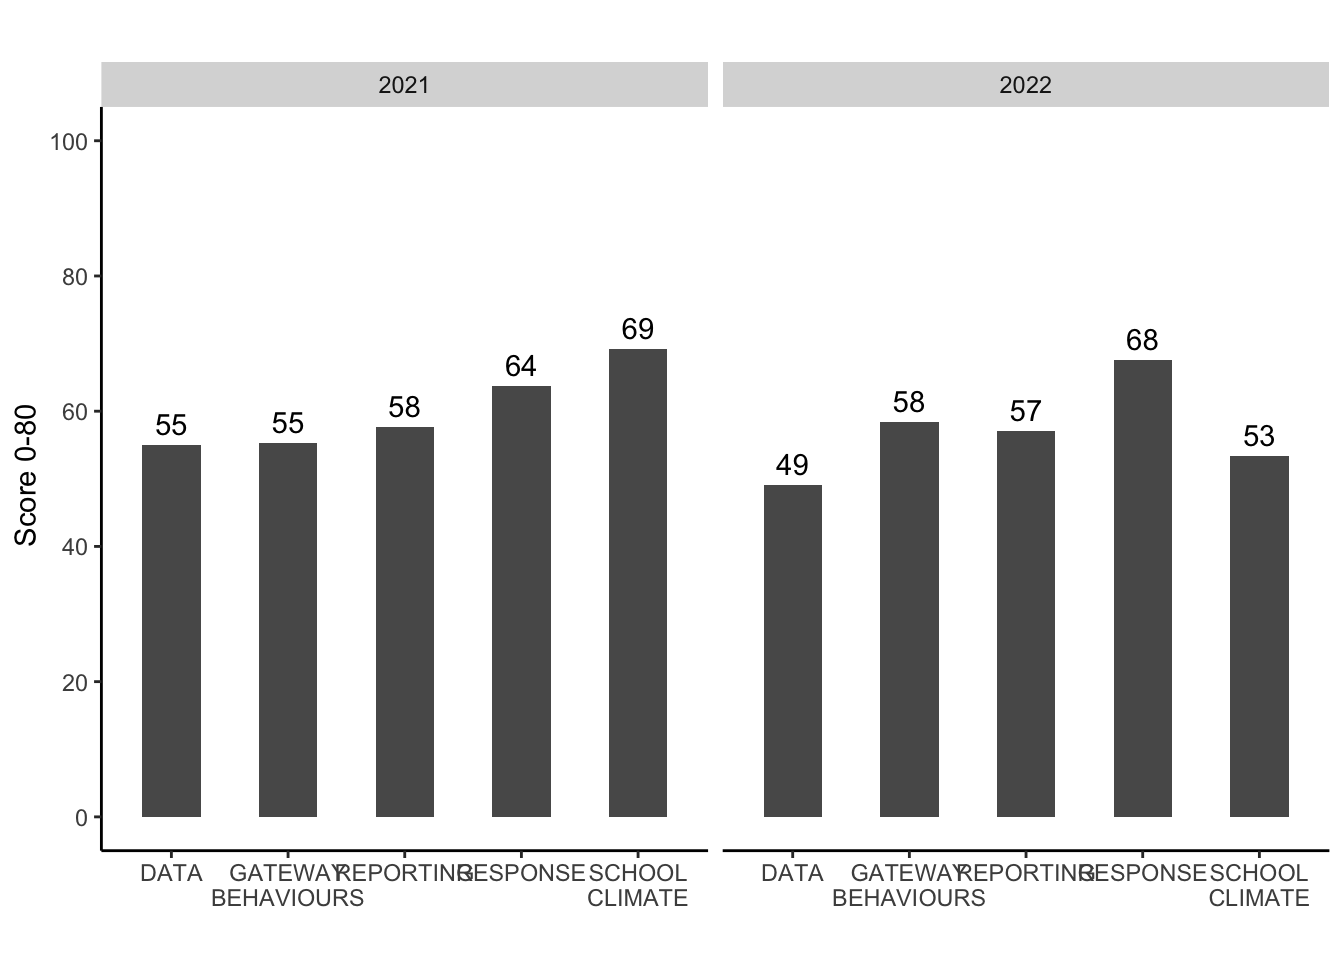 2021
2022
100
80
60
40
20
0
Score 0-80
55
55
58
64
69
49
58
57
68
53
DATA
GATEWAY
BEHAVIOURS
REPORTING
RESPONSE
SCHOOL
CLIMATE
DATA
GATEWAY
BEHAVIOURS
REPORTING
RESPONSE
SCHOOL
CLIMATE